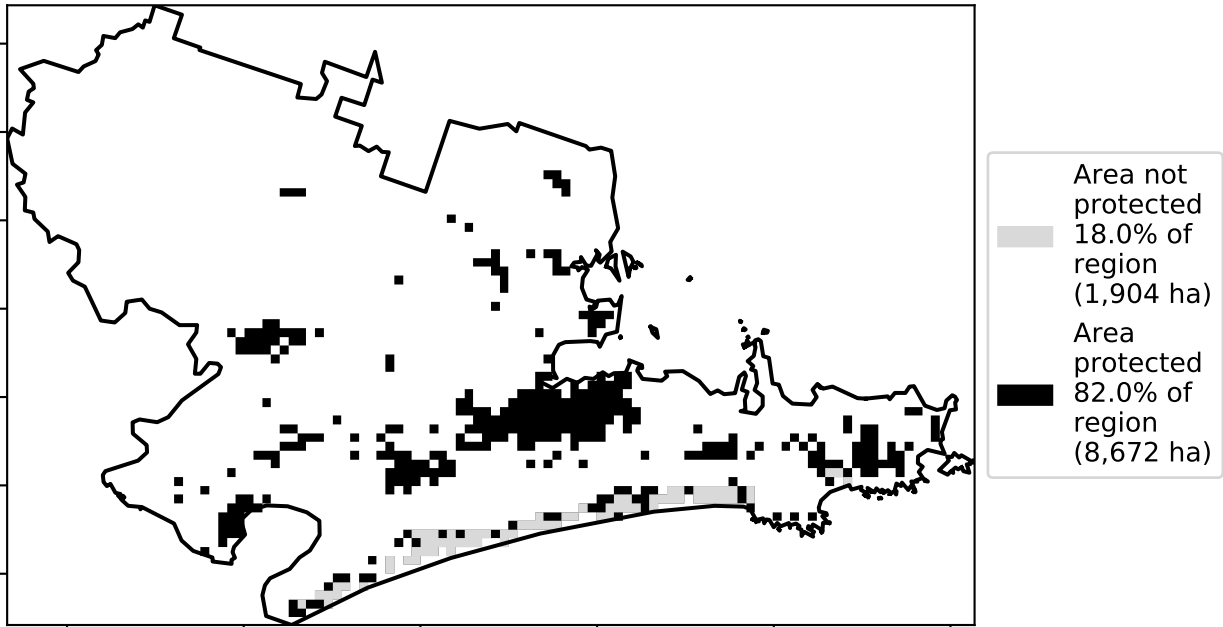 Area not
protected
18.0% of
region
(1,904 ha)
Area
protected
82.0% of
region
(8,672 ha)